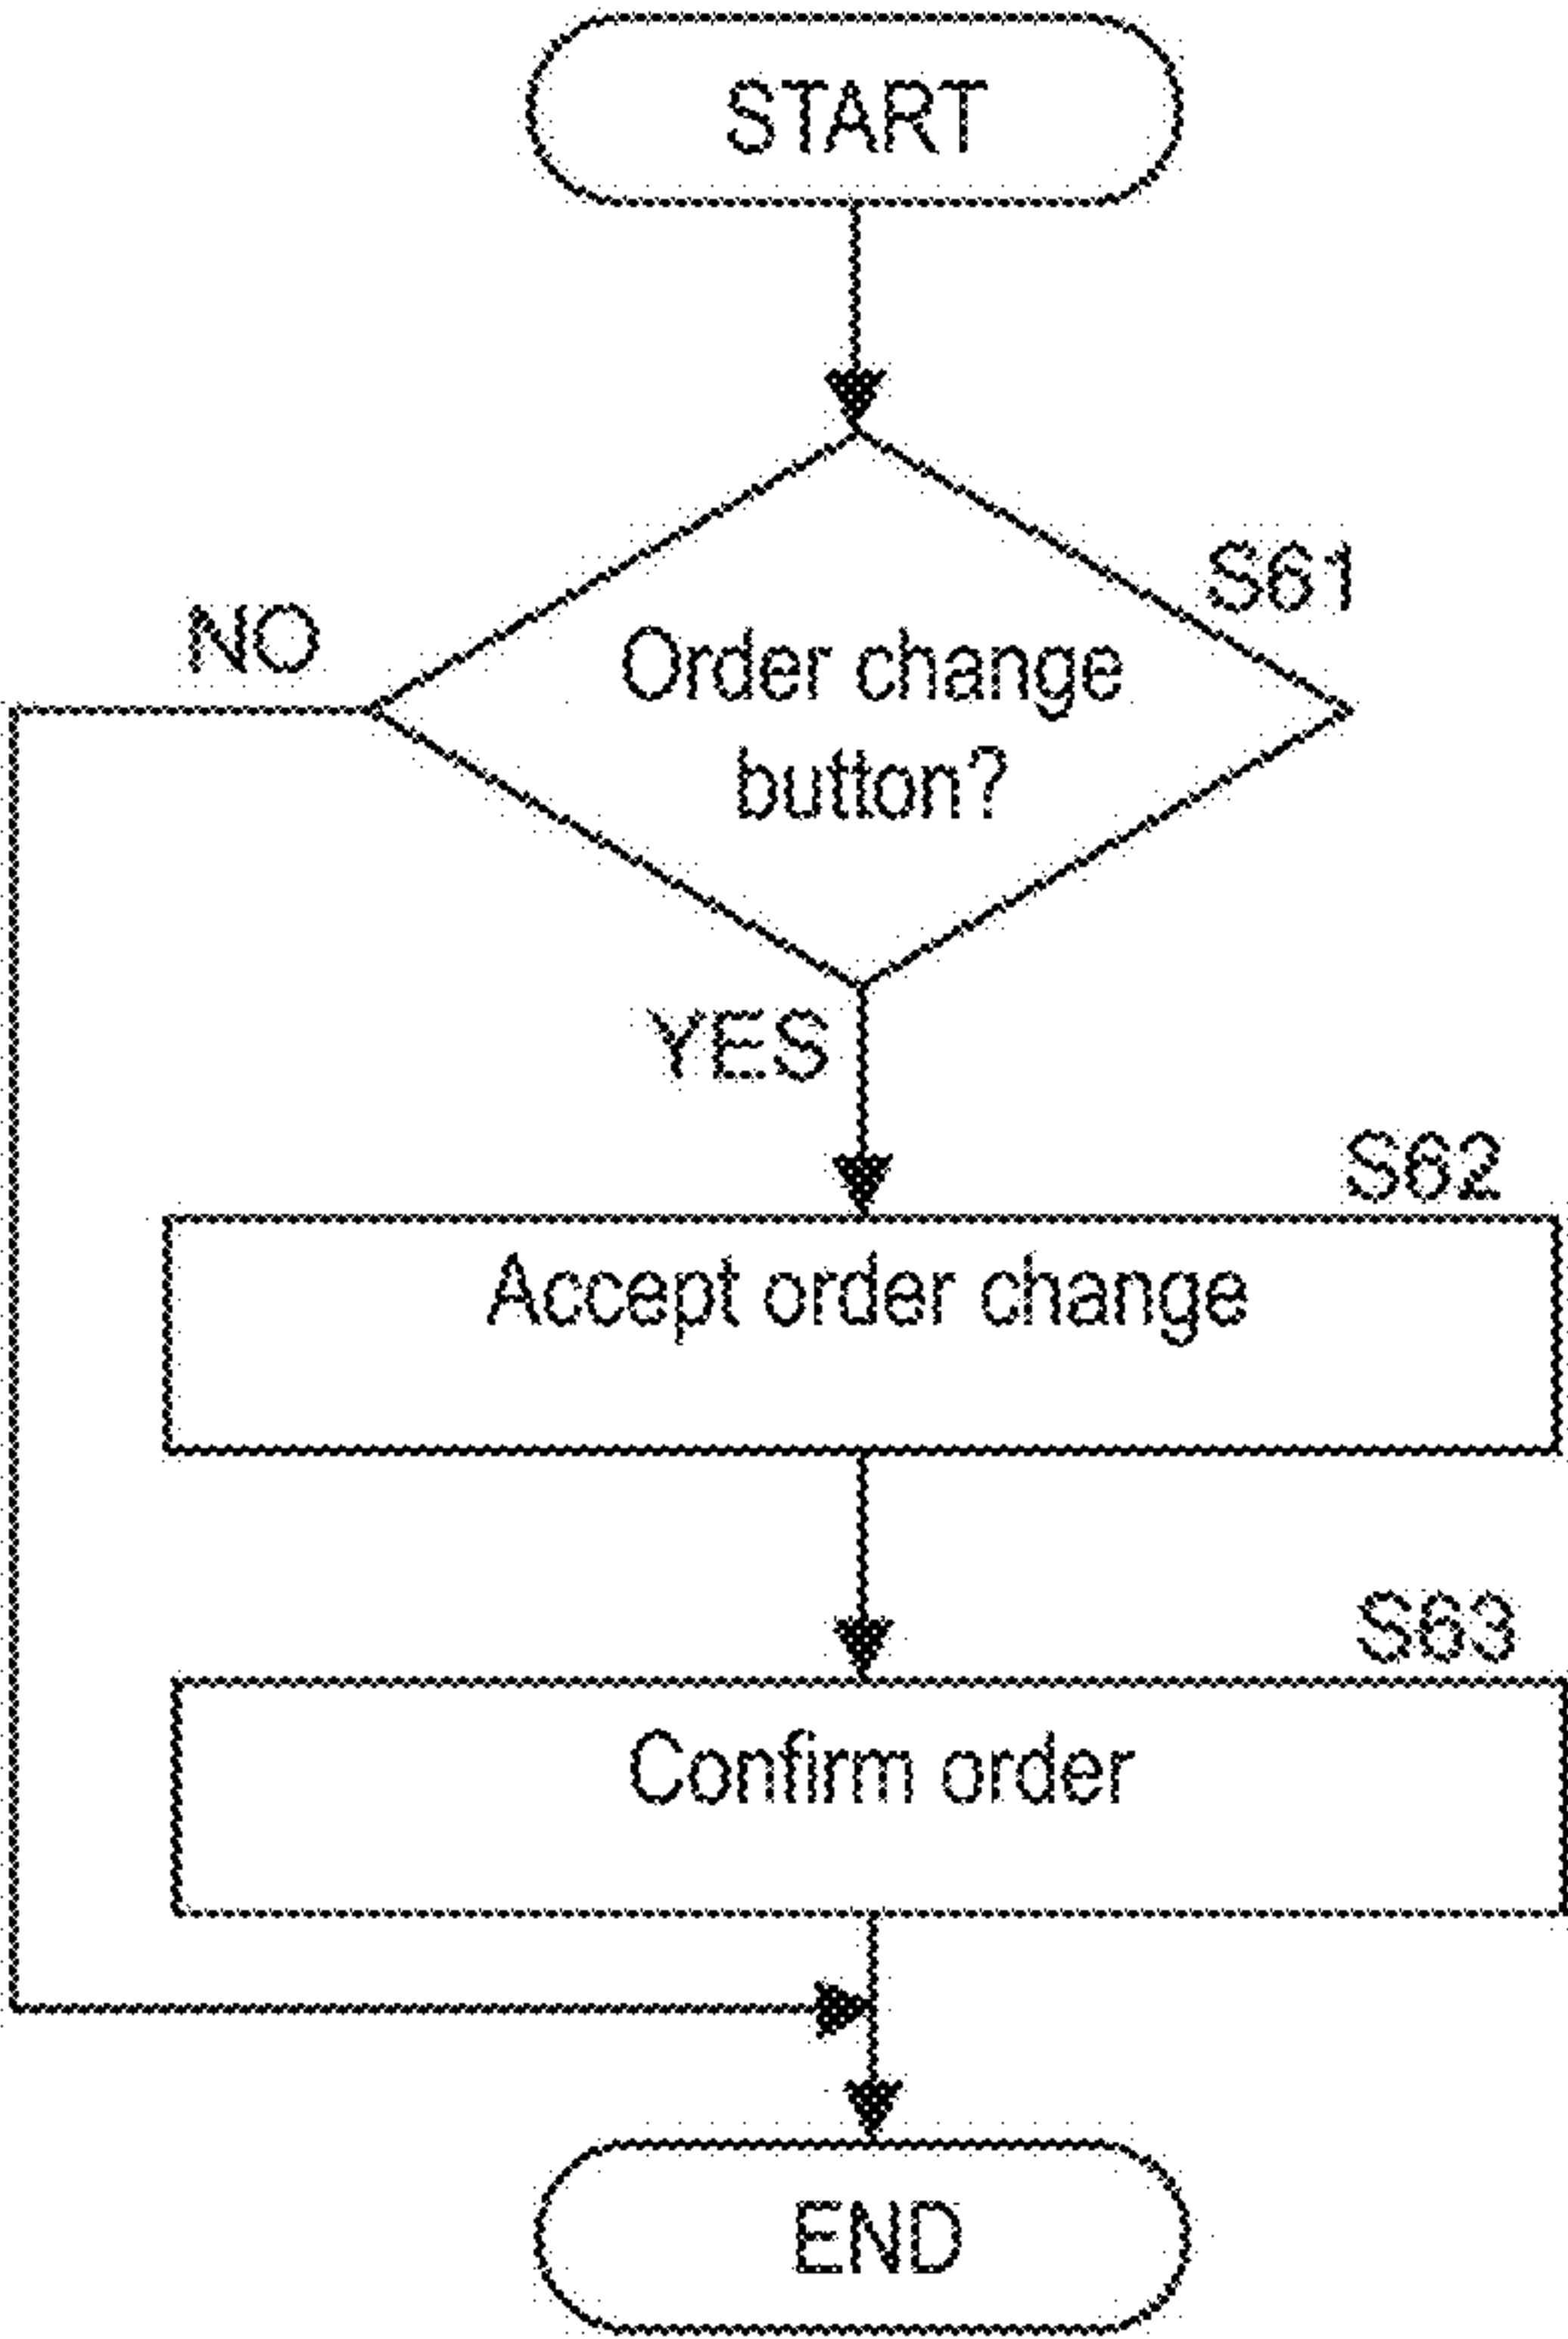 START
S61
NO
Order change
button?
YES
S62
Accept order change
S63
Confirm order
END